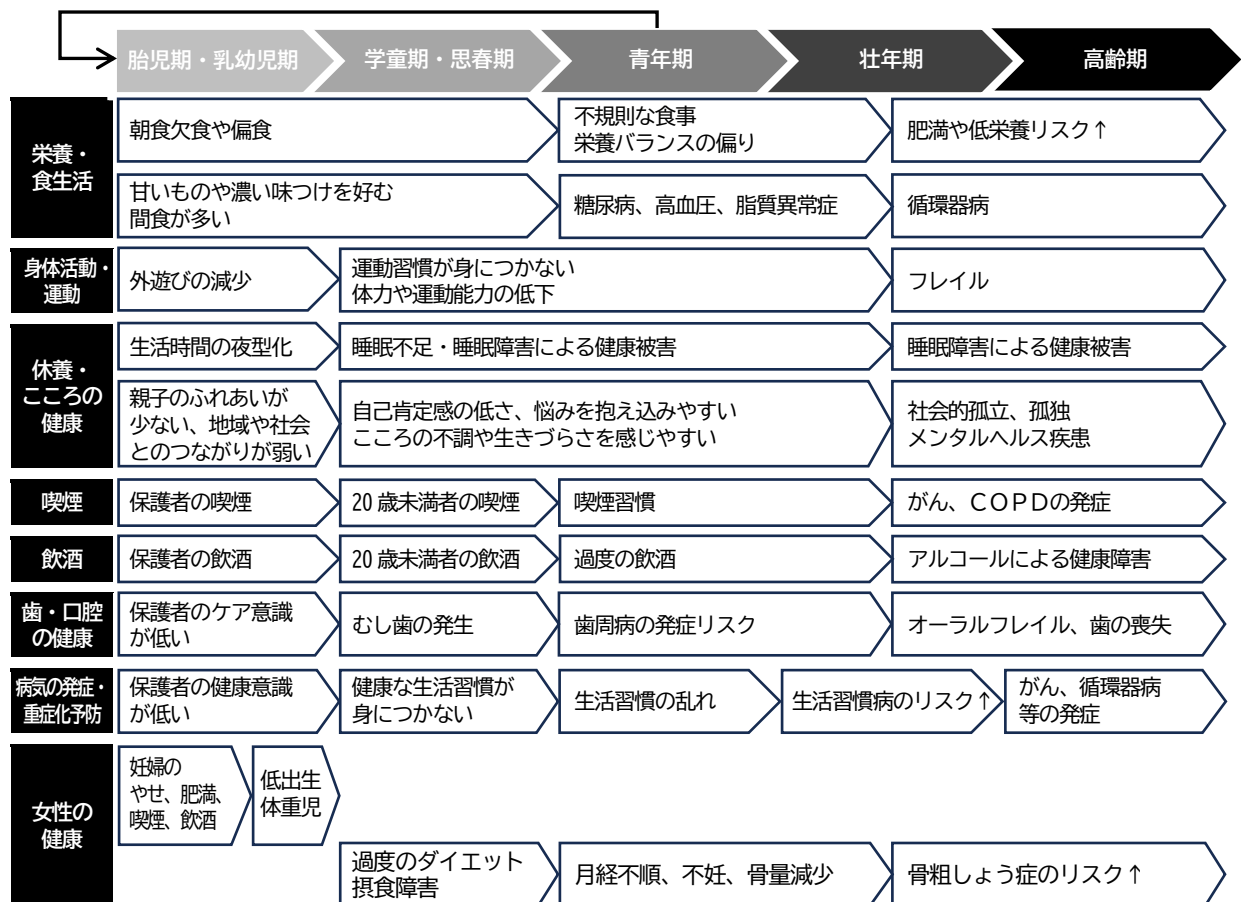 胎児期・乳幼児期
学童期・思春期
青年期
壮年期
高齢期
栄養・
食生活
朝食欠食や偏食
不規則な食事
栄養バランスの偏り
肥満や低栄養リスク↑
甘いものや濃い味つけを好む
間食が多い
糖尿病、高血圧、脂質異常症
循環器病
身体活動・
運動
外遊びの減少
運動習慣が身につかない
体力や運動能力の低下
フレイル
休養・
こころの
健康
生活時間の夜型化
睡眠不足・睡眠障害による健康被害
睡眠障害による健康被害
親子のふれあいが
少ない、地域や社会
とのつながりが弱い
自己肯定感の低さ、悩みを抱え込みやすい
こころの不調や生きづらさを感じやすい
社会的孤立、孤独
メンタルヘルス疾患
喫煙
保護者の喫煙
20歳未満者の喫煙
喫煙習慣
がん、ＣＯＰＤの発症
飲酒
保護者の飲酒
20歳未満者の飲酒
過度の飲酒
アルコールによる健康障害
歯・口腔
の健康
保護者のケア意識
が低い
むし歯の発生
歯周病の発症リスク
オーラルフレイル、歯の喪失
病気の発症・
重症化予防
保護者の健康意識
が低い
健康な生活習慣が
身につかない
生活習慣の乱れ
生活習慣病のリスク↑
がん、循環器病
等の発症
女性の
健康
妊婦の
やせ、肥満、
喫煙、飲酒
低出生
体重児
過度のダイエット
摂食障害
月経不順、不妊、骨量減少
骨粗しょう症のリスク↑